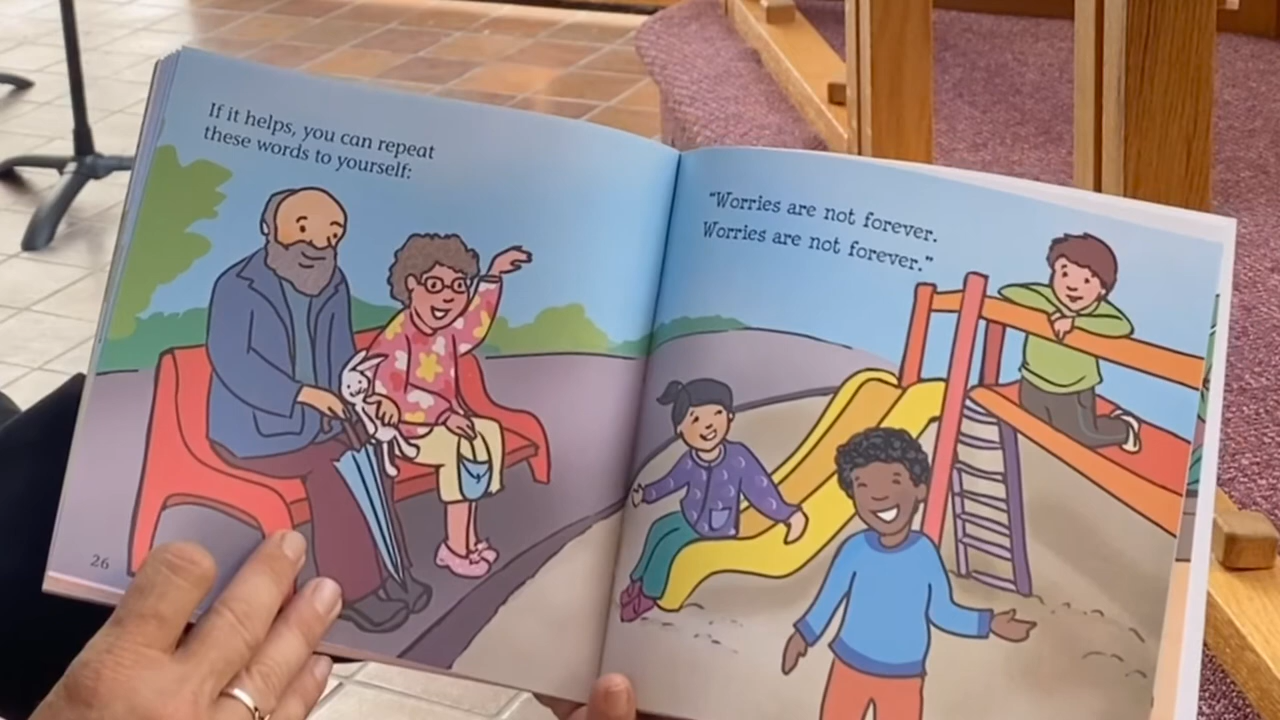 If it helps, you can repeat
these words to yourself:
"Worries are not forever.
Worries are not forever."
26